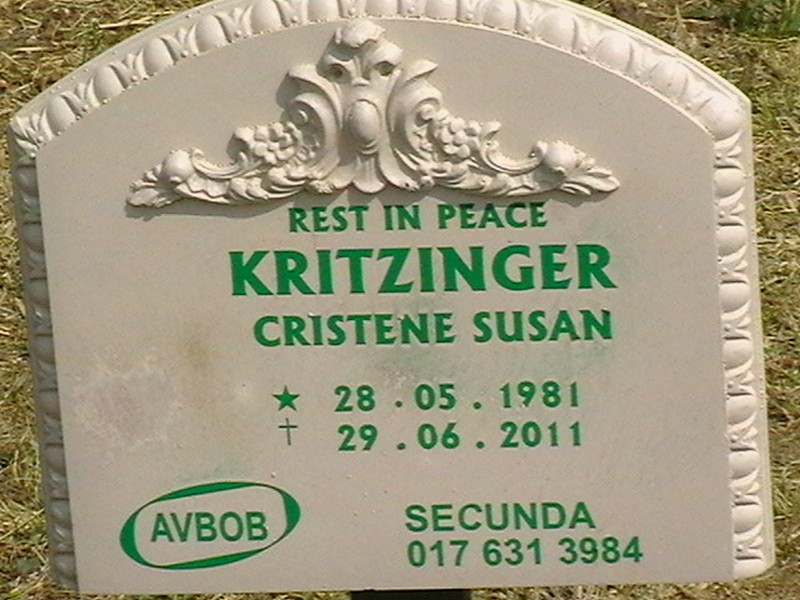 REST IN PEACE
KRITZINGER
CRISTENE SUSAN
★ 28 . 05 . 1981
† 29 . 06 . 2011
AVBOB
SECUNDA
017 631 3984